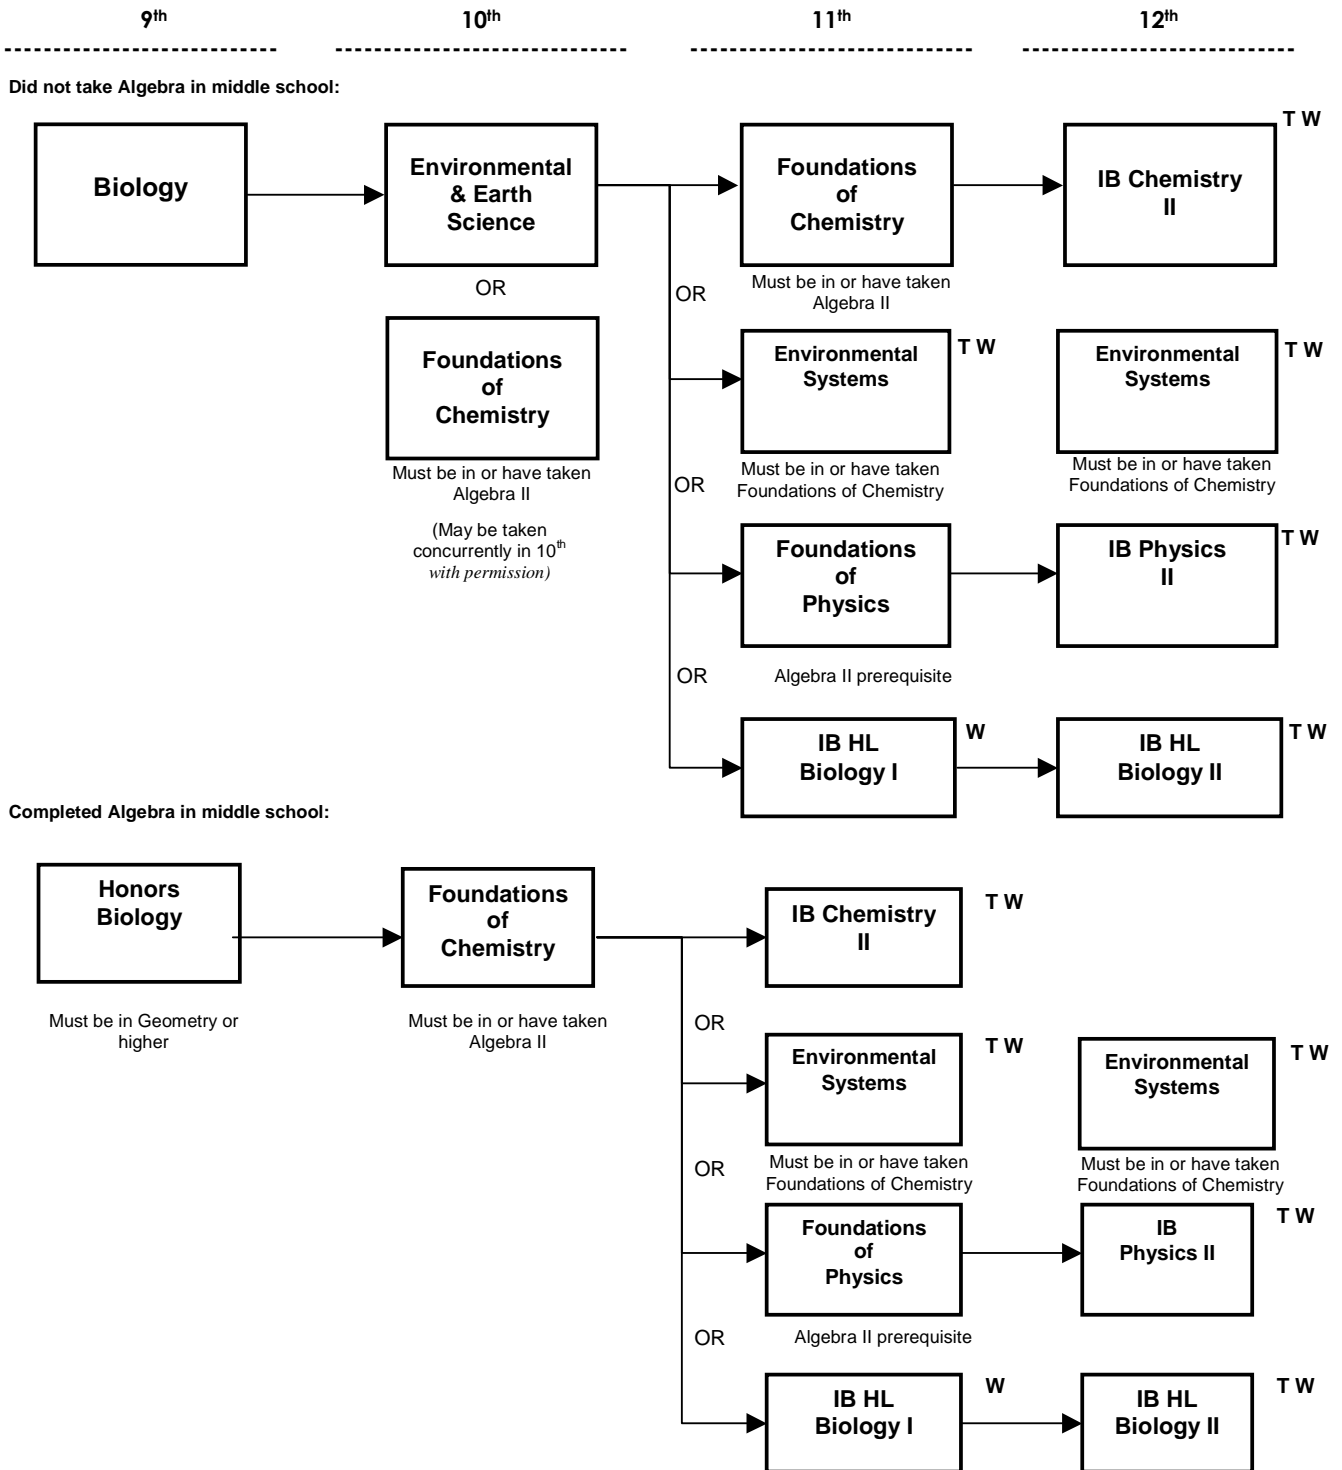 9th 10th 11th 12th
Did not take Algebra in middle school:
T W
Biology
Environmental
& Earth
Science
Foundations
of
Chemistry
IB Chemistry
II
OR
Must be in or have taken
Algebra II
OR
Foundations
of
Chemistry
Must be in or have taken
Algebra II
(May be taken
concurrently in 10th
with permission)
Environmental
Systems
T W
Must be in or have taken
Foundations of Chemistry
Environmental
Systems
T W
Must be in or have taken
Foundations of Chemistry
OR
Foundations
of
Physics
Algebra II prerequisite
IB Physics
II
T W
OR
IB HL
Biology I
W
IB HL
Biology II
T W
Completed Algebra in middle school:
Honors
Biology
Must be in Geometry or
higher
Foundations
of
Chemistry
Must be in or have taken
Algebra II
IB Chemistry
II
T W
OR
Environmental
Systems
T W
Must be in or have taken
Foundations of Chemistry
Environmental
Systems
T W
Must be in or have taken
Foundations of Chemistry
OR
Foundations
of
Physics
Algebra II prerequisite
IB
Physics II
T W
OR
IB HL
Biology I
W
IB HL
Biology II
T W